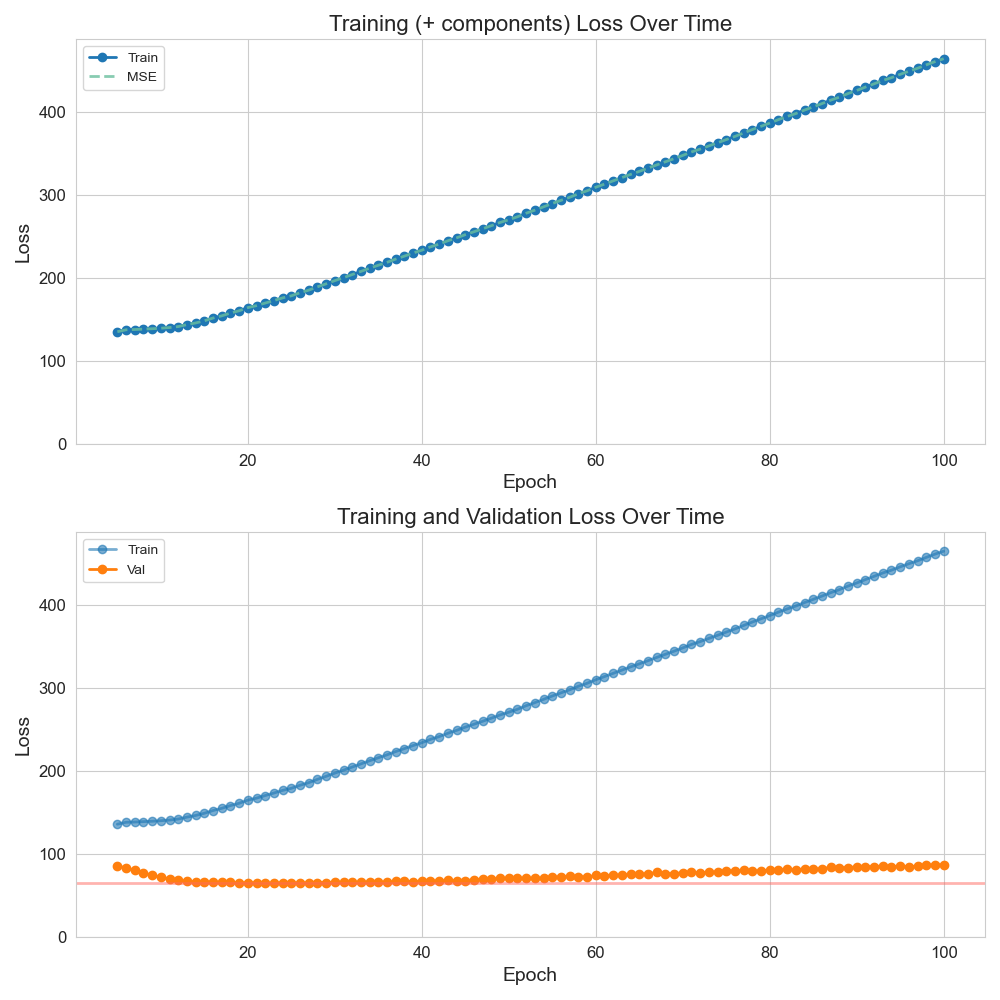 Training (+ components) Loss Over Time
Train
MSE
Loss
400
300
200
100
0
20 40 60 80 100
Epoch
Training and Validation Loss Over Time
Train
Val
Loss
400
300
200
100
0
20 40 60 80 100
Epoch